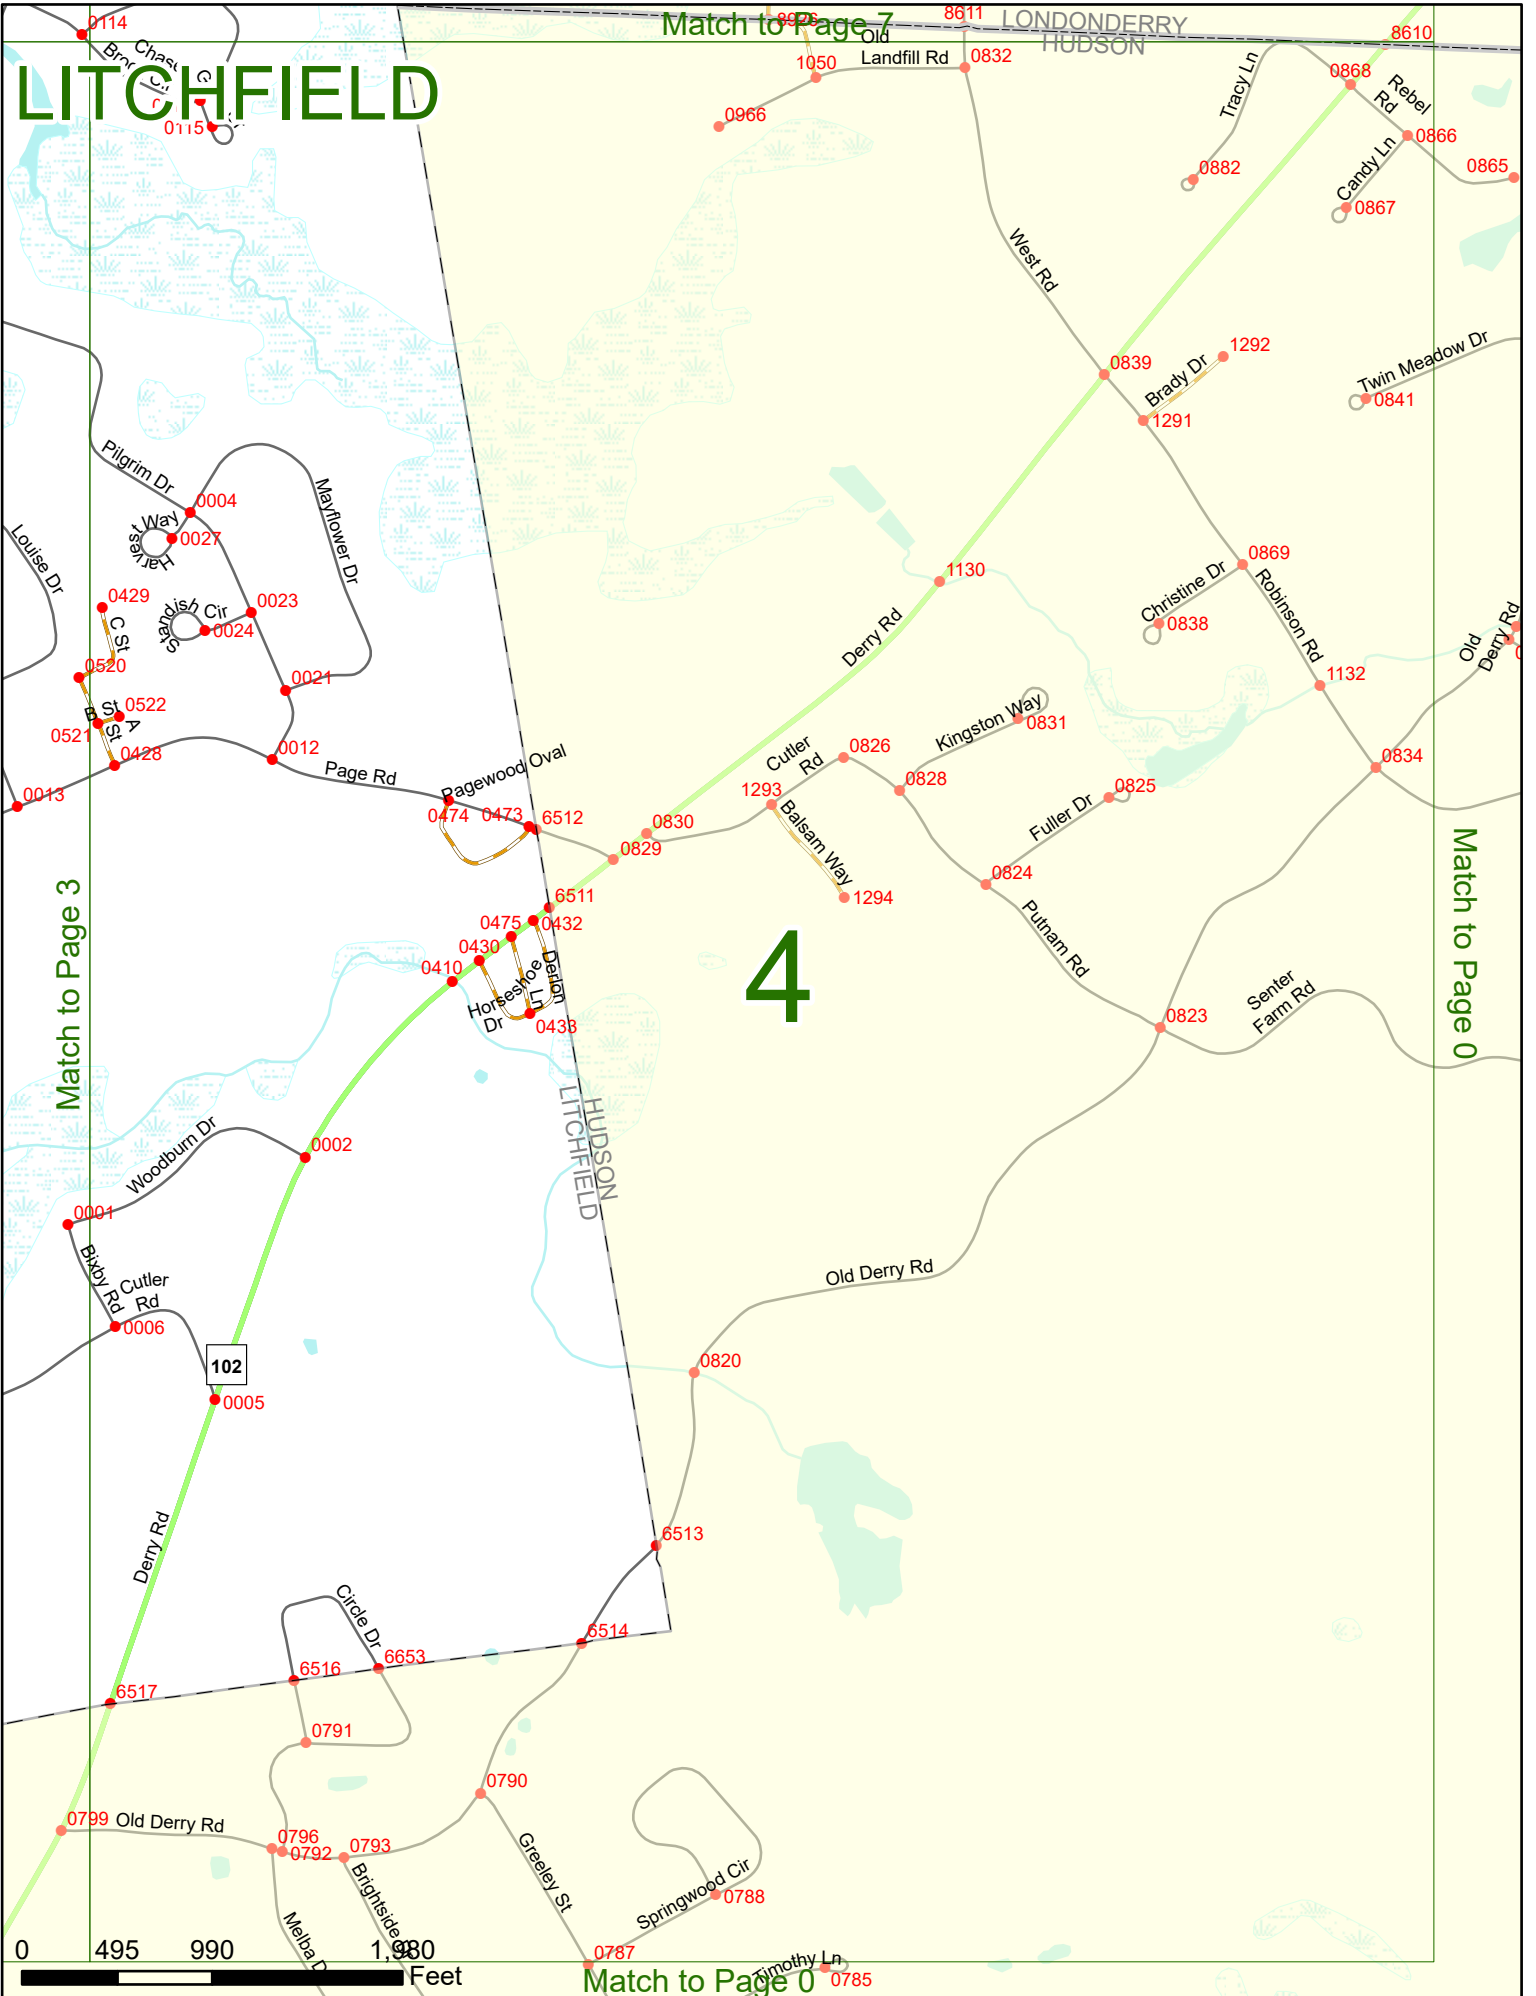 0114
Match to Page 7
8926
8611
LONDONDERRY
HUDSON
8610
Old
Landfill Rd
1050
0832
0966
LITCHFIELD
0115
Tracy Ln
0868
Rebel
Rd
0866
0865
0882
Candy Ln
0867
West Rd
0839
Brady Dr
1292
1291
Twin Meadow Dr
0841
Pilgrim Dr
0004
Harvest Way
0027
Mayflower Dr
Louise Dr
0429
C St
Standish Cir
0023
0024
0520
0021
B St
0522
A
St
0521
0428
0012
0013
Page Rd
Pagewood Oval
0474
0473
6512
1130
Derry Rd
0869
Christine Dr
0838
Robinson Rd
1132
Old
Derry Rd
Kingston Way
0831
0834
Cutler
Rd
0826
0828
1293
Balsam Way
1294
0830
0829
Fuller Dr
0825
0824
Putnam Rd
0823
Senter
Farm Rd
Match to Page 3
Match to Page 0
6511
0475
0432
0430
0410
Horseshoe
Dr
Derlon
Ln
0433
4
HUDSON
LITCHFIELD
Woodburn Dr
0002
0001
Bixby Rd
Cutler
Rd
0006
102
0005
Old Derry Rd
0820
Derry Rd
6513
6514
Circle Dr
6653
6516
6517
0791
0790
0799
Old Derry Rd
0796
0792
0793
Greeley St
Springwood Cir
0788
0787
Timothy Ln
0785
0
495
990
1,980
Feet
Match to Page 0